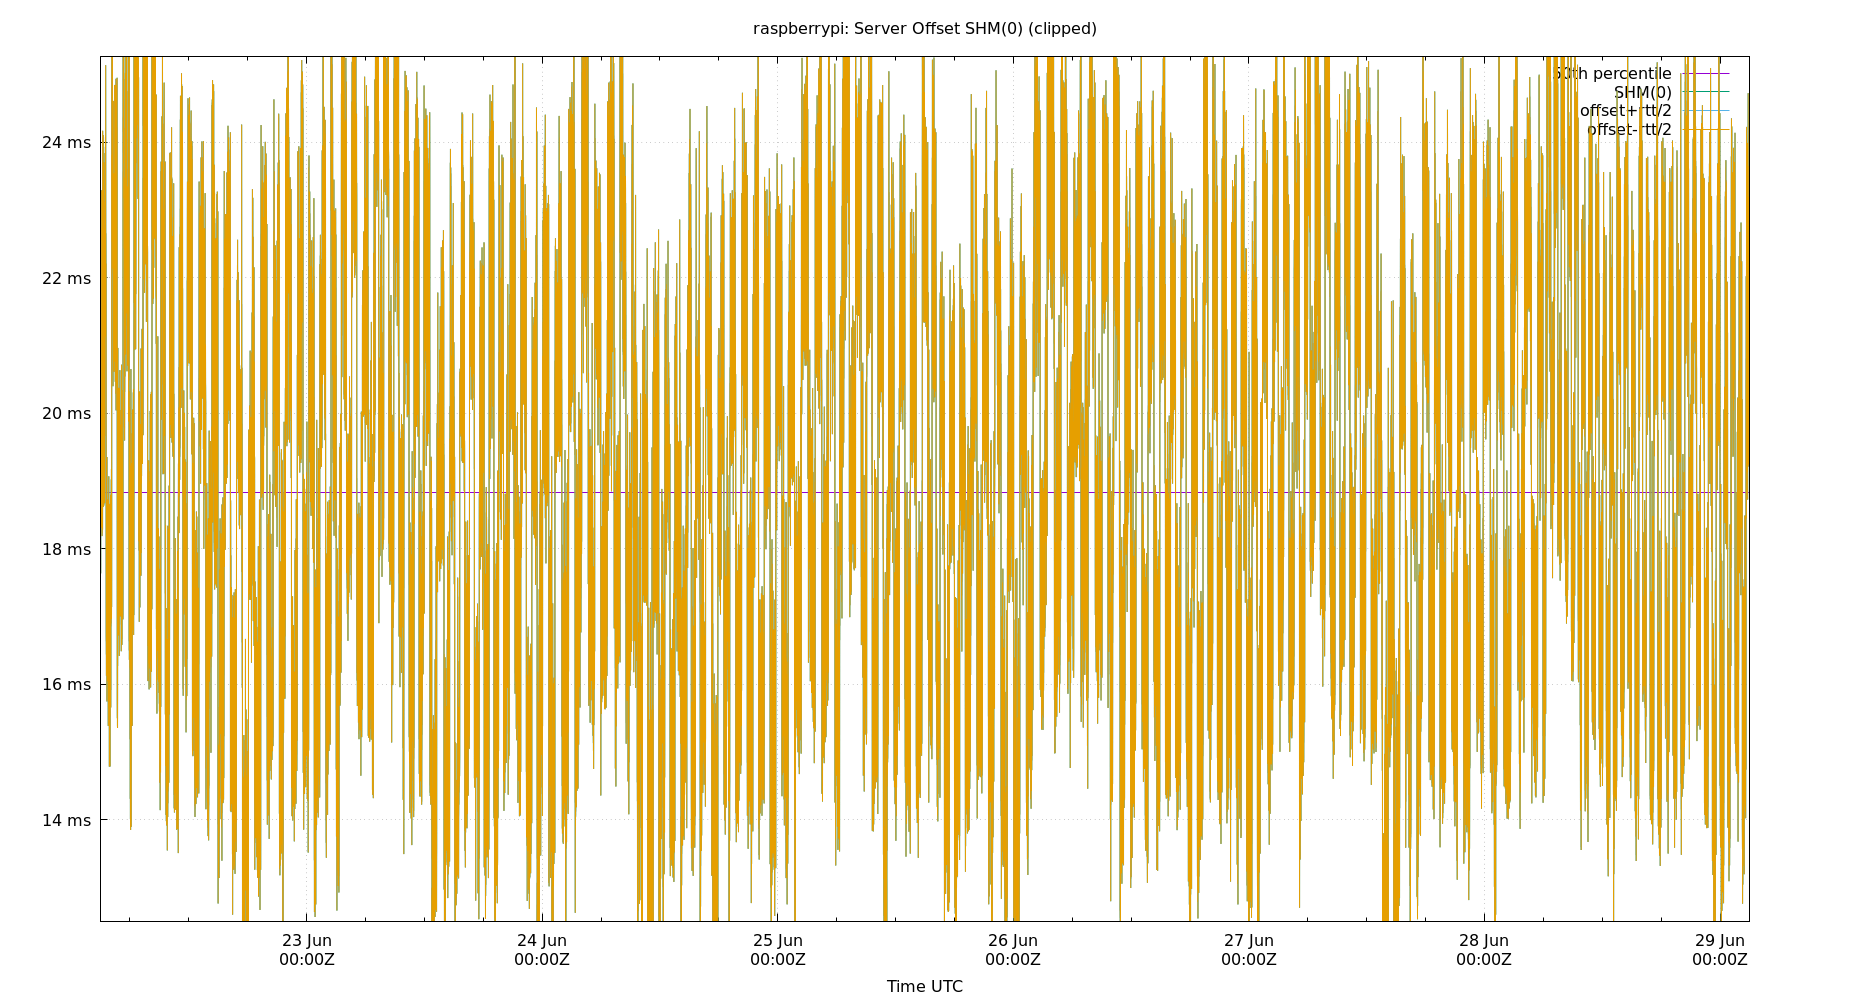 raspberrypi: Server Offset SHM(0) (clipped)
50th percentile
SHM(0)
offset+rtt/2
offset-rtt/2
24 ms
22 ms
20 ms
18 ms
16 ms
14 ms
23 Jun 24 Jun 25 Jun 26 Jun 27 Jun 28 Jun 29 Jun
00:00Z 00:00Z 00:00Z 00:00Z 00:00Z 00:00Z 00:00Z
Time UTC